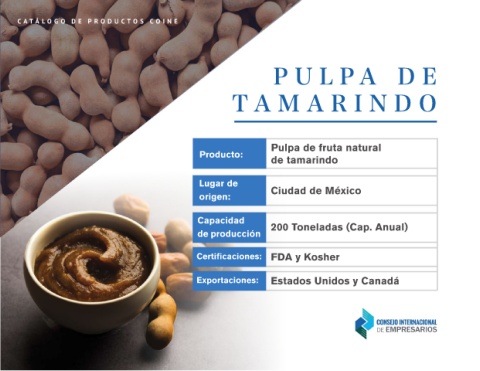 CATÁLOGO DE PRODUCTOS COINE
PULPA DE
TAMARINDO
Producto:
Pulpa de fruta natural
de tamarindo
Lugar de
origen:
Ciudad de México
Capacidad
de producción
200 Toneladas (Cap. Anual)
Certificaciones:
FDA y Kosher
Exportaciones:
Estados Unidos y Canadá
CONSEJO INTERNACIONAL
DE EMPRESARIOS